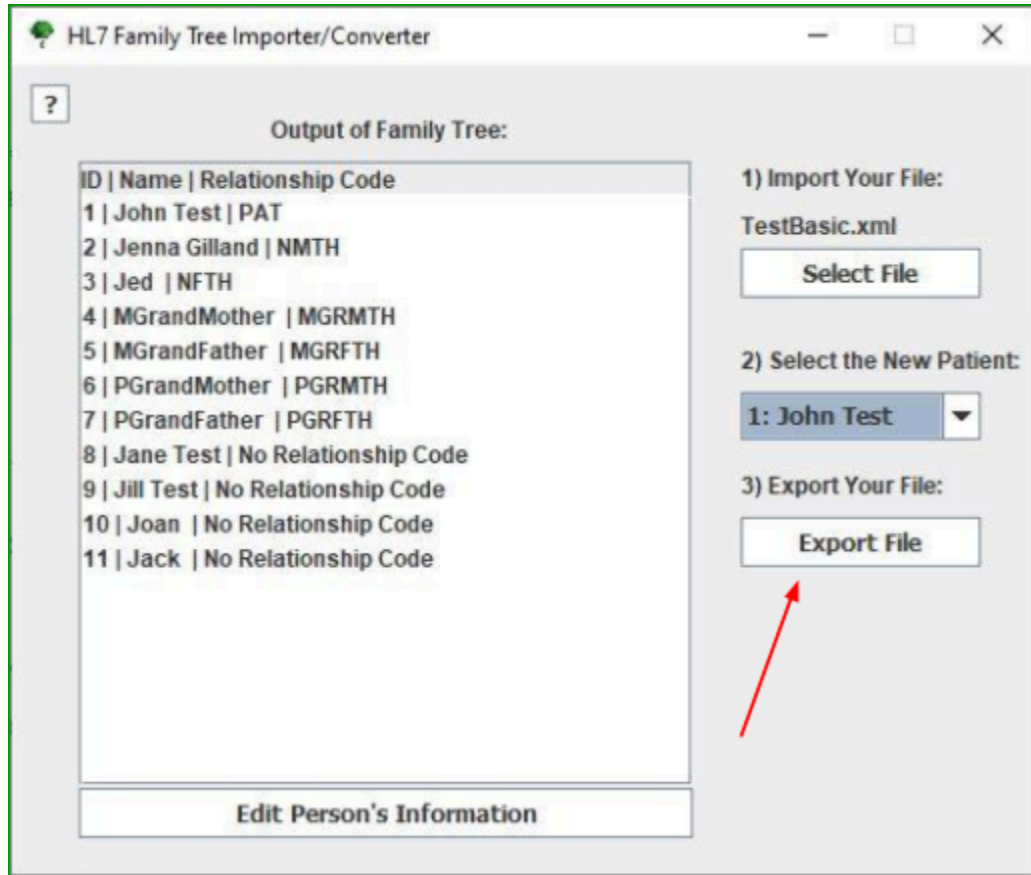 HL7 Family Tree Importer/Converter
?
Output of Family Tree:
ID | Name | Relationship Code
1 | John Test | PAT
2 | Jenna Gilland | NMTH
3 | Jed | NFTH
4 | MGrandMother | MGRMTH
5 | MGrandFather | MGRFTH
6 | PGrandMother | PGRMTH
7 | PGrandFather | PGRFTH
8 | Jane Test | No Relationship Code
9 | Jill Test | No Relationship Code
10 | Joan | No Relationship Code
11 | Jack | No Relationship Code
Edit Person's Information
1) Import Your File:
TestBasic.xml
Select File
2) Select the New Patient:
1: John Test
3) Export Your File:
Export File